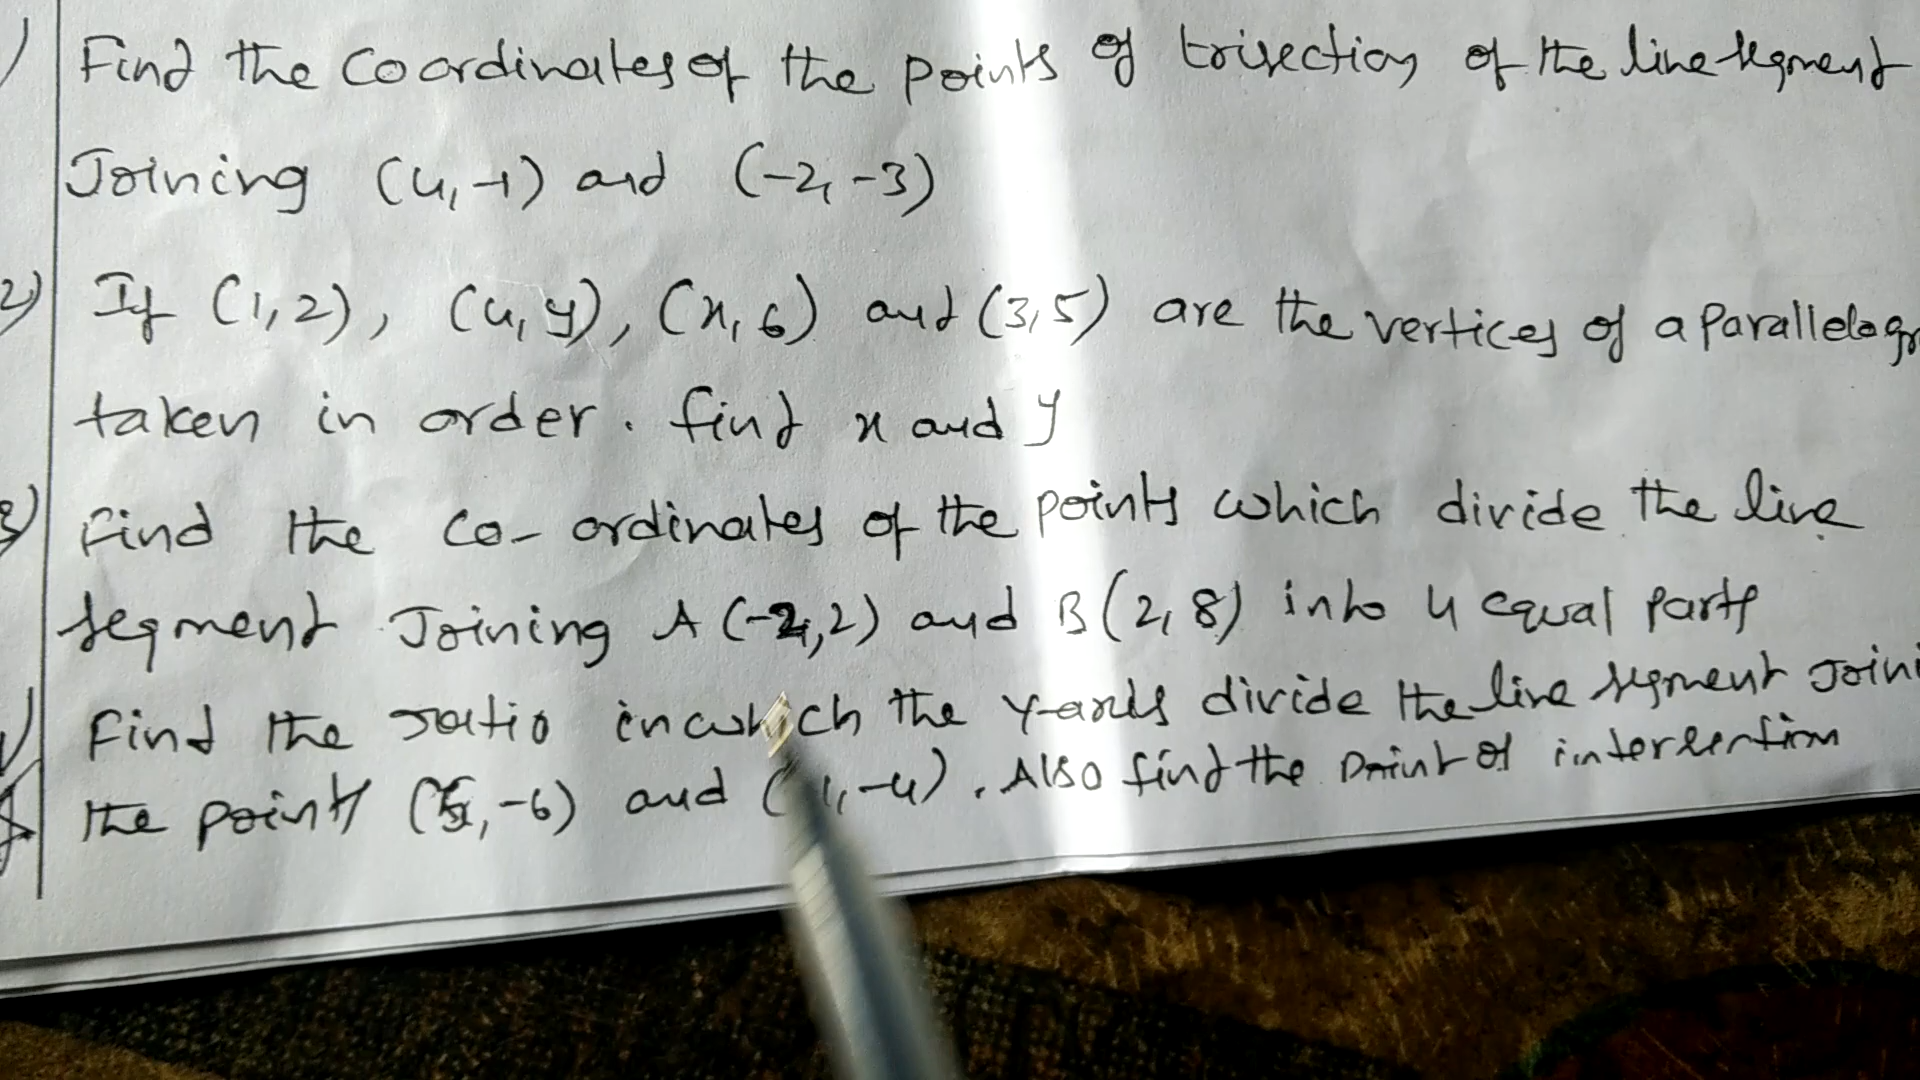 1) Find the Coordinates of the points of trisection of the line segment
Joining (4, -1) and (-2, -3)
2) If (1, 2), (4, y), (x, 6) and (3, 5) are the vertices of a Parallelogr
taken in order. find x and y
3) find the co-ordinates of the points which divide the line
segment Joining A (-2, 2) and B (2, 8) into 4 equal parts
find the ratio in which the y-axis divide the line segment Joini
the points (5, -6) and ( 1, -4). Also find the point of intersection